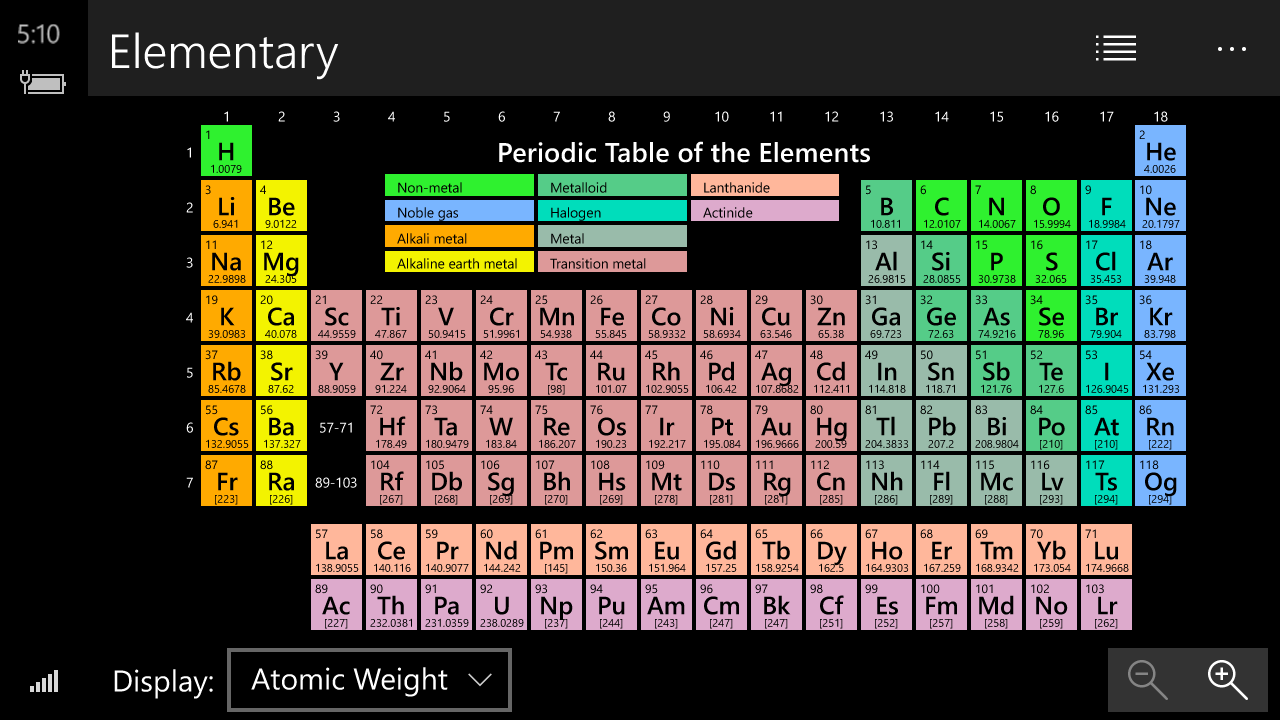 5:10
Elementary
1 2 3 4 5 6 7 8 9 10 11 12 13 14 15 16 17 18
Periodic Table of the Elements
Non-metal Metalloid Lanthanide
Noble gas Halogen Actinide
Alkali metal Metal
Alkaline earth metal Transition metal
1 2
1 H He
1.0079 4.0026
3 4 5 6 7 8 9 10
2 Li Be B C N O F Ne
6.941 9.0122 10.811 12.0107 14.0067 15.9994 18.9984 20.1797
11 12 13 14 15 16 17 18
3 Na Mg Al Si P S Cl Ar
22.9898 24.305 26.9815 28.0855 30.9738 32.065 35.453 39.948
19 20 21 22 23 24 25 26 27 28 29 30 31 32 33 34 35 36
4 K Ca Sc Ti V Cr Mn Fe Co Ni Cu Zn Ga Ge As Se Br Kr
39.0983 40.078 44.9559 47.867 50.9415 51.9961 54.938 55.845 58.9332 58.6934 63.546 65.38 69.723 72.63 74.9216 78.96 79.904 83.798
37 38 39 40 41 42 43 44 45 46 47 48 49 50 51 52 53 54
5 Rb Sr Y Zr Nb Mo Tc Ru Rh Pd Ag Cd In Sn Sb Te I Xe
85.4678 87.62 88.9059 91.224 92.9064 95.96 [98] 101.07 102.9055 106.42 107.8682 112.411 114.818 118.71 121.76 127.6 126.9045 131.293
55 56 72 73 74 75 76 77 78 79 80 81 82 83 84 85 86
6 Cs Ba 57-71 Hf Ta W Re Os Ir Pt Au Hg Tl Pb Bi Po At Rn
132.9055 137.327 178.49 180.9479 183.84 186.207 190.23 192.217 195.084 196.9666 200.59 204.3833 207.2 208.9804 [210] [210] [222]
87 88 104 105 106 107 108 109 110 111 112 113 114 115 116 117 118
7 Fr Ra 89-103 Rf Db Sg Bh Hs Mt Ds Rg Cn Nh Fl Mc Lv Ts Og
[223] [226] [267] [268] [269] [270] [269] [278] [281] [281] [285] [286] [289] [288] [293] [294] [294]
57 58 59 60 61 62 63 64 65 66 67 68 69 70 71
La Ce Pr Nd Pm Sm Eu Gd Tb Dy Ho Er Tm Yb Lu
138.9055 140.116 140.9077 144.242 [145] 150.36 151.964 157.25 158.9254 162.5 164.9303 167.259 168.9342 173.054 174.9668
89 90 91 92 93 94 95 96 97 98 99 100 101 102 103
Ac Th Pa U Np Pu Am Cm Bk Cf Es Fm Md No Lr
[227] 232.0381 231.0359 238.0289 [237] [244] [243] [247] [247] [251] [252] [257] [258] [259] [262]
Display: Atomic Weight